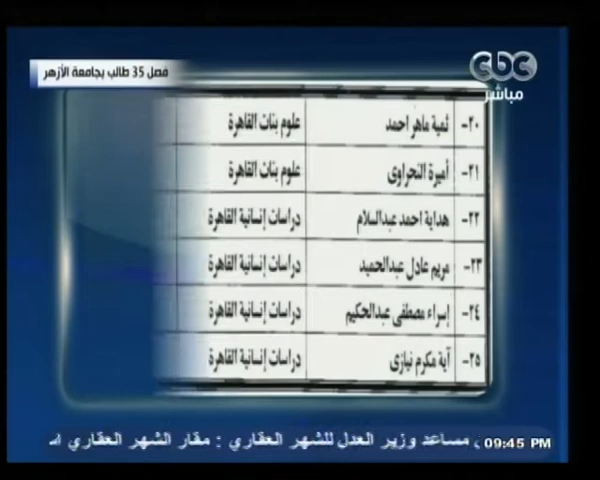 cbc
مباشر
فصل 35 طالب بجامعة الأزهر
٢٠- ثمية ماهر احمد علوم بنات القاهرة
٢١- أميرة النحراوى علوم بنات القاهرة
٢٢- هداية احمد عبدالسلام دراسات إنسانية القاهرة
٢٣- مريم عادل عبدالحميد دراسات إنسانية القاهرة
٢٤- إسراء مصطفى عبدالحكيم دراسات إنسانية القاهرة
٢٥- آية مكرم نيازى دراسات إنسانية القاهرة
مساعد وزير العدل للشهر العقاري : مقار الشهر العقاري
09:45 PM